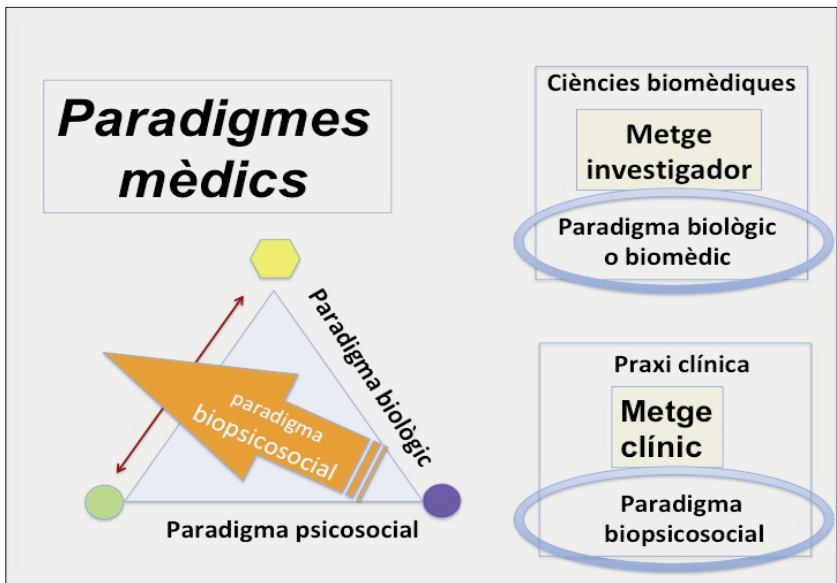 Paradigmes
mèdics
Paradigma biològic
paradigma
biopsicosocial
Paradigma psicosocial
Ciències biomèdiques
Metge
investigador
Paradigma biològic
o biomèdic
Praxi clínica
Metge
clínic
Paradigma
biopsicosocial